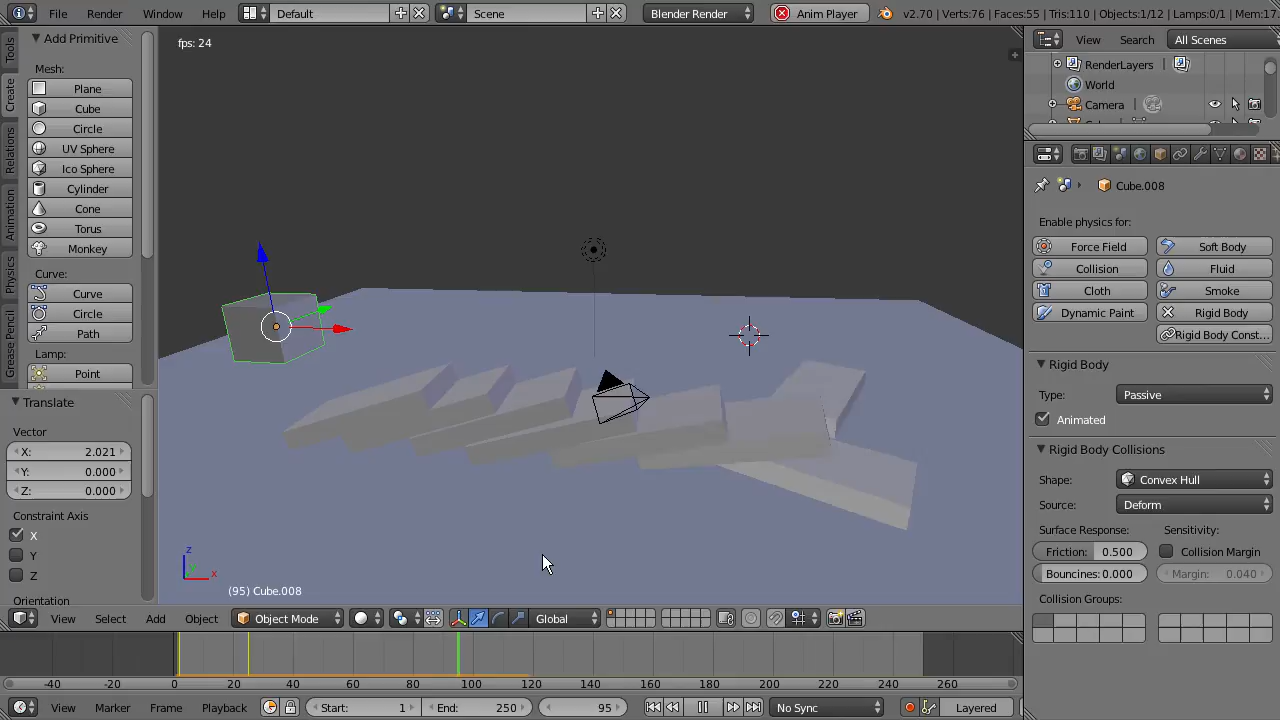 File Render Window Help Default Scene Blender Render Anim Player v2.70 | Verts:76 | Faces:55 | Tris:110 | Objects:1/12 | Lamps:0/1
Add Primitive
Mesh:
Plane
Cube
Circle
UV Sphere
Ico Sphere
Cylinder
Cone
Torus
Monkey
Curve:
Curve
Circle
Path
Lamp:
Point
Tools
Create
Relations
Animation
Physics
Grease Pencil
Translate
Vector
X: 2.021
Y: 0.000
Z: 0.000
Constraint Axis
X
Y
Z
Orientation
fps: 24
z
x
(95) Cube.008
View Select Add Object Object Mode Global
View Search All Scenes
RenderLayers
World
Camera
Cube.008
Enable physics for:
Force Field Soft Body
Collision Fluid
Cloth Smoke
Dynamic Paint Rigid Body
Rigid Body Const...
Rigid Body
Type: Passive
Animated
Rigid Body Collisions
Shape: Convex Hull
Source: Deform
Surface Response: Sensitivity:
Friction: 0.500 Collision Margin
Bouncines: 0.000 Margin: 0.040
Collision Groups:
-40 -20 0 20 40 60 80 100 120 140 160 180 200 220 240 260
View Marker Frame Playback Start: 1 End: 250 95 No Sync Layered